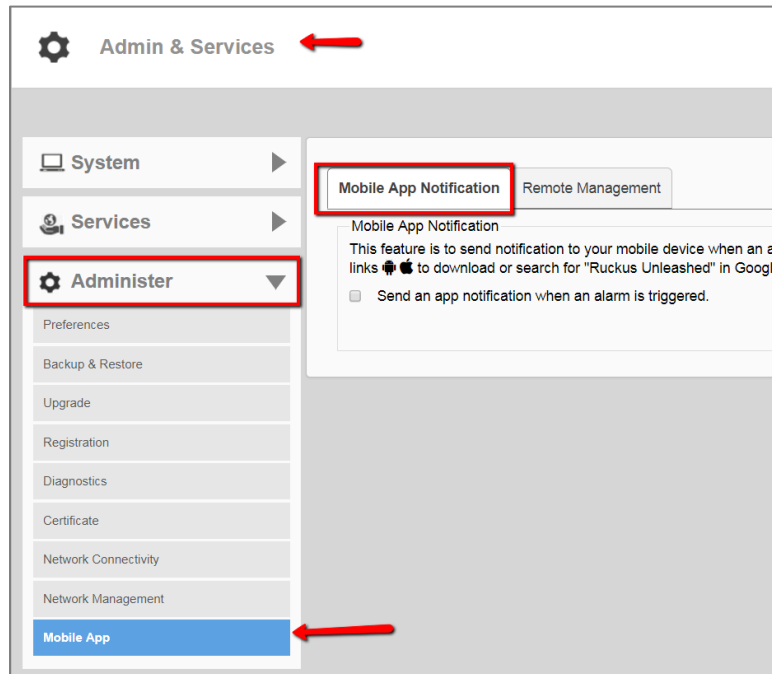 Admin & Services
System
Services
Administer
Preferences
Backup & Restore
Upgrade
Registration
Diagnostics
Certificate
Network Connectivity
Network Management
Mobile App
Mobile App Notification
Remote Management
Mobile App Notification
This feature is to send notification to your mobile device when an a
links to download or search for "Ruckus Unleashed" in Googl
Send an app notification when an alarm is triggered.